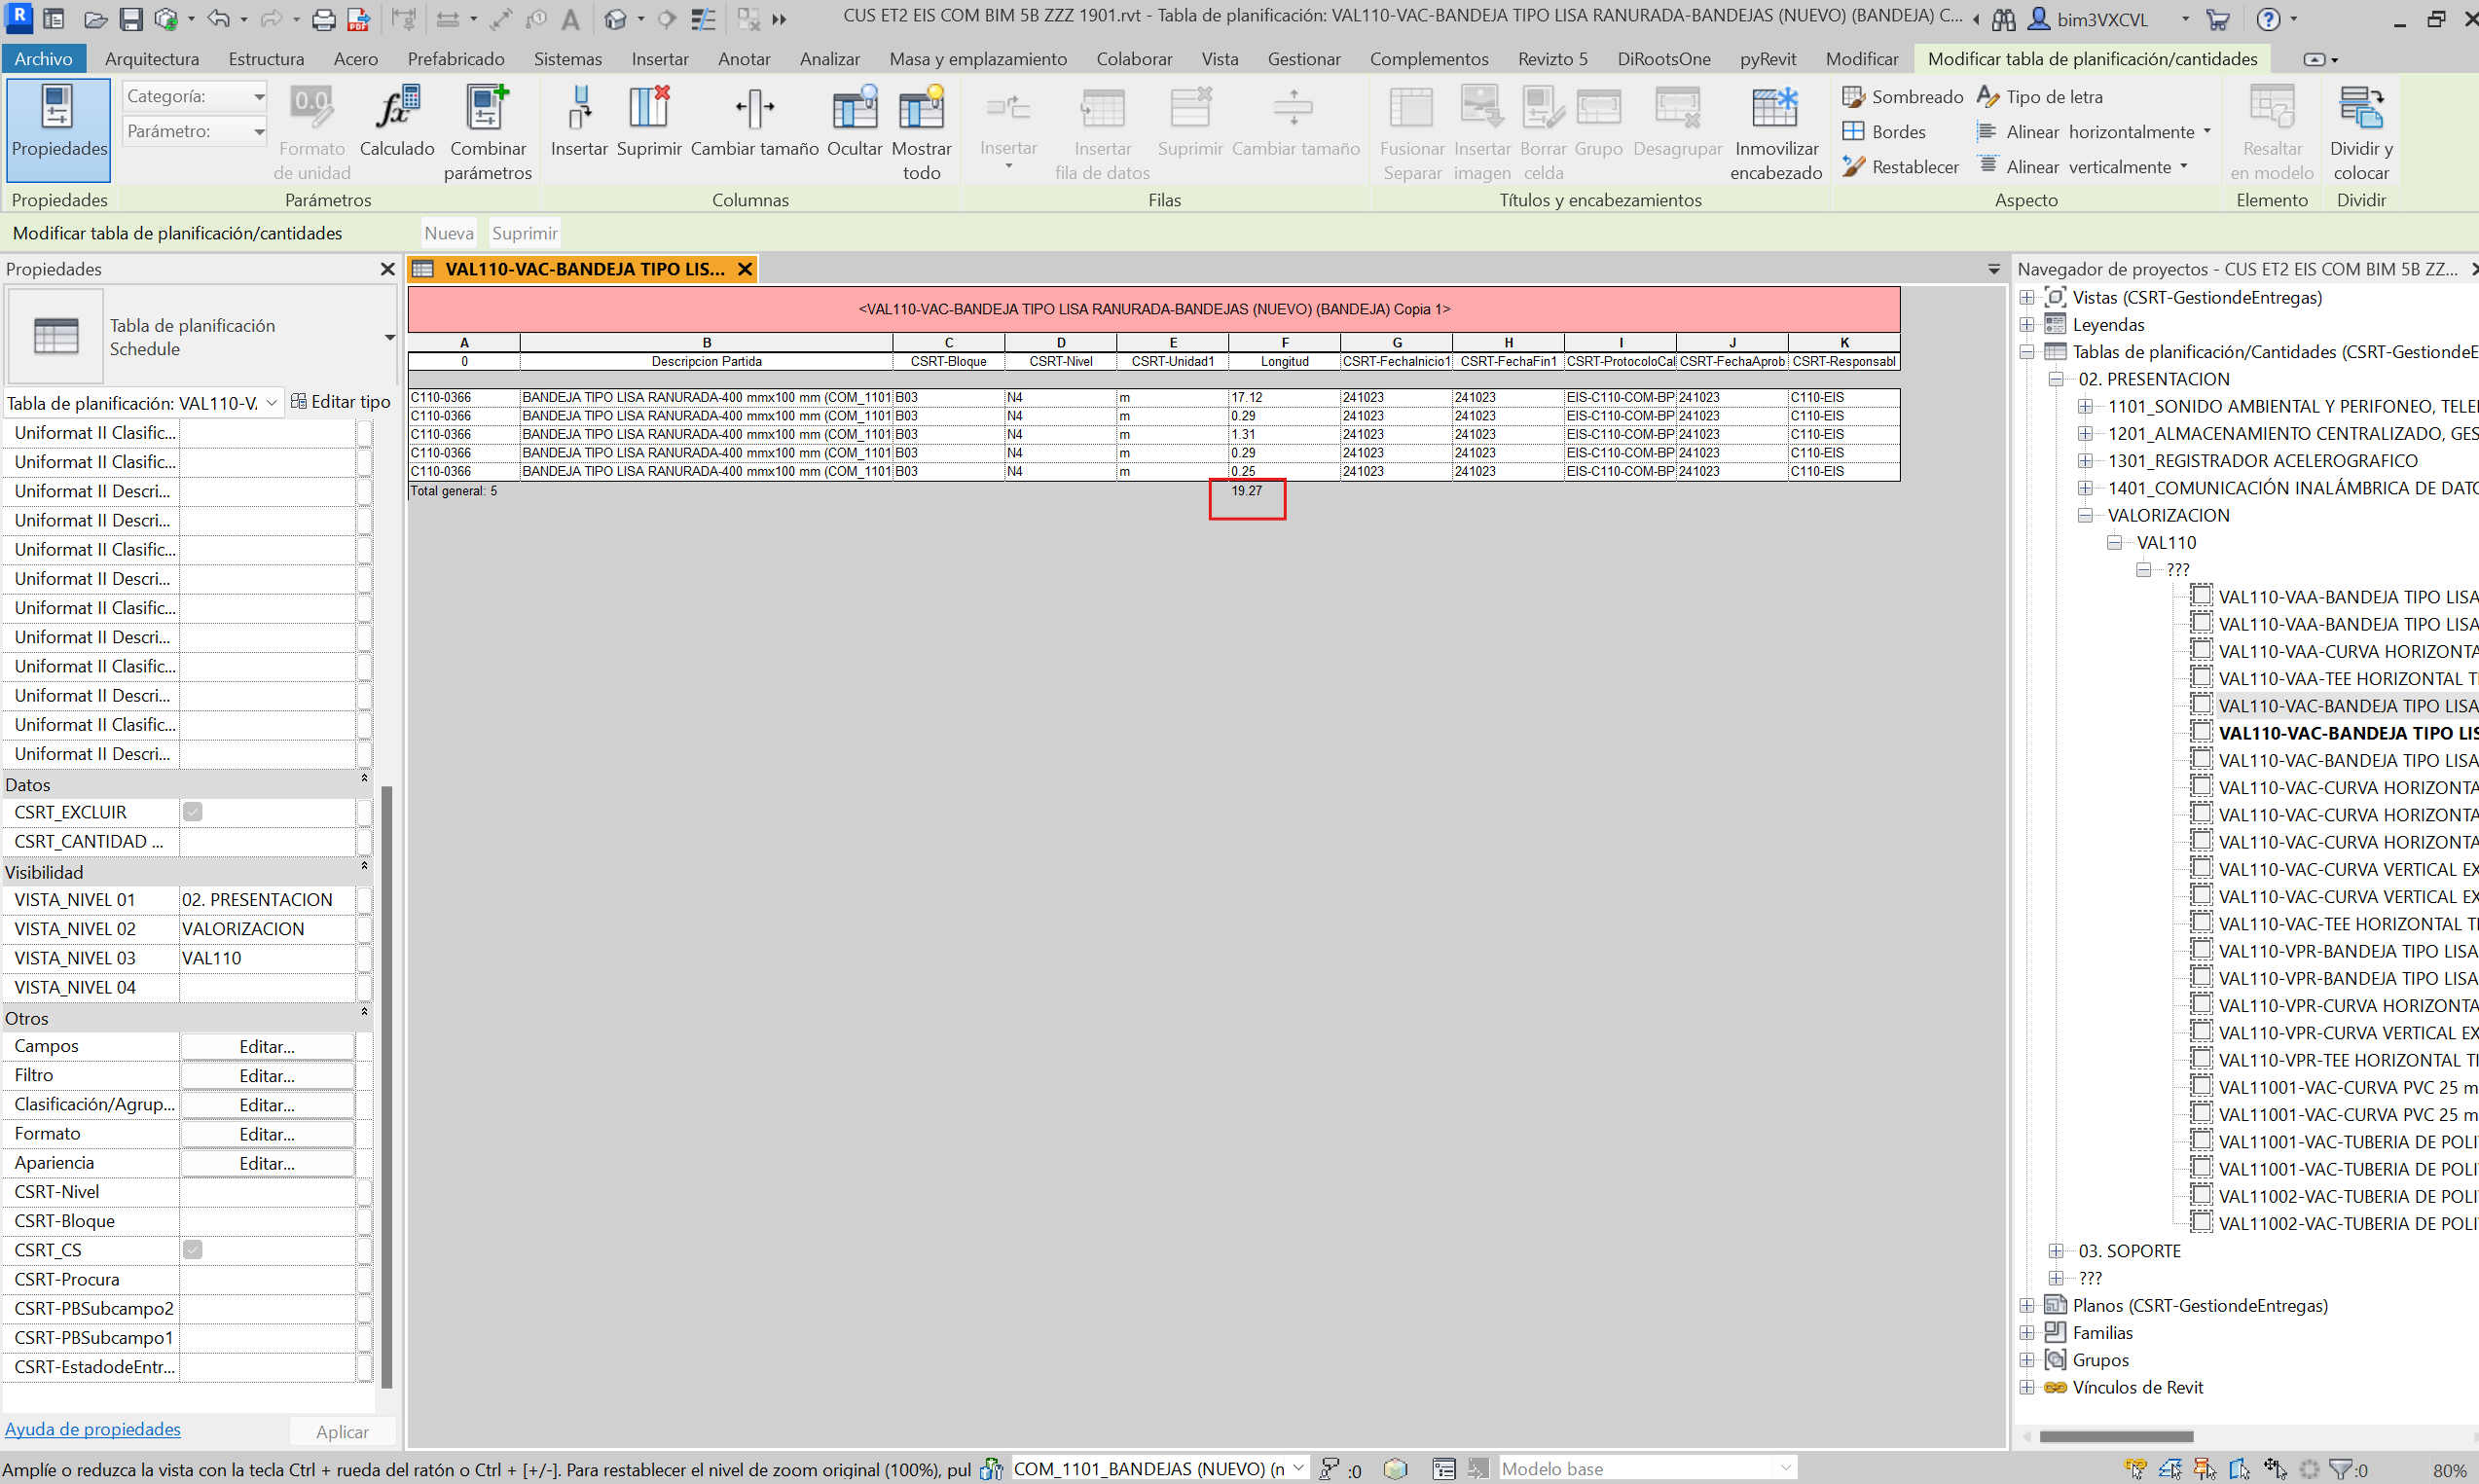 CUS ET2 EIS COM BIM 5B ZZZ 1901.rvt - Tabla de planificación: VAL110-VAC-BANDEJA TIPO LISA RANURADA-BANDEJAS (NUEVO) (BANDEJA) C... bim3VXCVL
Archivo Arquitectura Estructura Acero Prefabricado Sistemas Insertar Anotar Analizar Masa y emplazamiento Colaborar Vista Gestionar Complementos Revizto 5 DiRootsOne pyRevit Modificar Modificar tabla de planificación/cantidades
Categoría:
Parámetro:
Propiedades
Formato de unidad
Calculado
Combinar parámetros
Insertar
Suprimir
Cambiar tamaño
Ocultar
Mostrar todo
Insertar
Insertar fila de datos
Suprimir
Cambiar tamaño
Fusionar Separar
Insertar imagen
Borrar celda
Grupo
Desagrupar
Inmovilizar encabezado
Sombreado
Bordes
Restablecer
Tipo de letra
Alinear horizontalmente
Alinear verticalmente
Resaltar en modelo
Dividir y colocar
Propiedades Parámetros Columnas Filas Títulos y encabezamientos Aspecto Elemento Dividir
Modificar tabla de planificación/cantidades Nueva Suprimir
Propiedades
Tabla de planificación
Schedule
Tabla de planificación: VAL110-V. Editar tipo
Uniformat II Clasific...
Uniformat II Clasific...
Uniformat II Descri...
Uniformat II Descri...
Uniformat II Clasific...
Uniformat II Descri...
Uniformat II Clasific...
Uniformat II Descri...
Uniformat II Clasific...
Uniformat II Descri...
Uniformat II Clasific...
Uniformat II Descri...
Datos
CSRT_EXCLUIR
CSRT_CANTIDAD ...
Visibilidad
VISTA_NIVEL 01 02. PRESENTACION
VISTA_NIVEL 02 VALORIZACION
VISTA_NIVEL 03 VAL110
VISTA_NIVEL 04
Otros
Campos Editar...
Filtro Editar...
Clasificación/Agrup... Editar...
Formato Editar...
Apariencia Editar...
CSRT-Nivel
CSRT-Bloque
CSRT_CS
CSRT-Procura
CSRT-PBSubcampo2
CSRT-PBSubcampo1
CSRT-EstadodeEntr...
Ayuda de propiedades Aplicar
VAL110-VAC-BANDEJA TIPO LIS...
<VAL110-VAC-BANDEJA TIPO LISA RANURADA-BANDEJAS (NUEVO) (BANDEJA) Copia 1>
A B C D E F G H I J K
0 Descripcion Partida CSRT-Bloque CSRT-Nivel CSRT-Unidad1 Longitud CSRT-FechaInicio1 CSRT-FechaFin1 CSRT-ProtocoloCal CSRT-FechaAprob CSRT-Responsabl
C110-0366 BANDEJA TIPO LISA RANURADA-400 mmx100 mm (COM_1101 B03 N4 m 17.12 241023 241023 EIS-C110-COM-BP 241023 C110-EIS
C110-0366 BANDEJA TIPO LISA RANURADA-400 mmx100 mm (COM_1101 B03 N4 m 0.29 241023 241023 EIS-C110-COM-BP 241023 C110-EIS
C110-0366 BANDEJA TIPO LISA RANURADA-400 mmx100 mm (COM_1101 B03 N4 m 1.31 241023 241023 EIS-C110-COM-BP 241023 C110-EIS
C110-0366 BANDEJA TIPO LISA RANURADA-400 mmx100 mm (COM_1101 B03 N4 m 0.29 241023 241023 EIS-C110-COM-BP 241023 C110-EIS
C110-0366 BANDEJA TIPO LISA RANURADA-400 mmx100 mm (COM_1101 B03 N4 m 0.25 241023 241023 EIS-C110-COM-BP 241023 C110-EIS
Total general: 5 19.27
Navegador de proyectos - CUS ET2 EIS COM BIM 5B ZZ...
Vistas (CSRT-GestiondeEntregas)
Leyendas
Tablas de planificación/Cantidades (CSRT-GestiondeE
02. PRESENTACION
1101_SONIDO AMBIENTAL Y PERIFONEO, TELE
1201_ALMACENAMIENTO CENTRALIZADO, GES
1301_REGISTRADOR ACELEROGRAFICO
1401_COMUNICACIÓN INALÁMBRICA DE DATO
VALORIZACION
VAL110
???
VAL110-VAA-BANDEJA TIPO LISA
VAL110-VAA-BANDEJA TIPO LISA
VAL110-VAA-CURVA HORIZONTA
VAL110-VAA-TEE HORIZONTAL T
VAL110-VAC-BANDEJA TIPO LISA
VAL110-VAC-BANDEJA TIPO LIS
VAL110-VAC-BANDEJA TIPO LISA
VAL110-VAC-CURVA HORIZONTA
VAL110-VAC-CURVA HORIZONTA
VAL110-VAC-CURVA HORIZONTA
VAL110-VAC-CURVA VERTICAL EX
VAL110-VAC-CURVA VERTICAL EX
VAL110-VAC-TEE HORIZONTAL T
VAL110-VPR-BANDEJA TIPO LISA
VAL110-VPR-BANDEJA TIPO LISA
VAL110-VPR-CURVA HORIZONTA
VAL110-VPR-CURVA VERTICAL EX
VAL110-VPR-TEE HORIZONTAL TI
VAL11001-VAC-CURVA PVC 25 m
VAL11001-VAC-CURVA PVC 25 m
VAL11001-VAC-TUBERIA DE POLI
VAL11001-VAC-TUBERIA DE POLI
VAL11002-VAC-TUBERIA DE POLI
VAL11002-VAC-TUBERIA DE POLI
03. SOPORTE
???
Planos (CSRT-GestiondeEntregas)
Familias
Grupos
Vínculos de Revit
Amplíe o reduzca la vista con la tecla Ctrl + rueda del ratón o Ctrl + [+/-]. Para restablecer el nivel de zoom original (100%), pul COM_1101_BANDEJAS (NUEVO) (n :0 Modelo base :0 80%